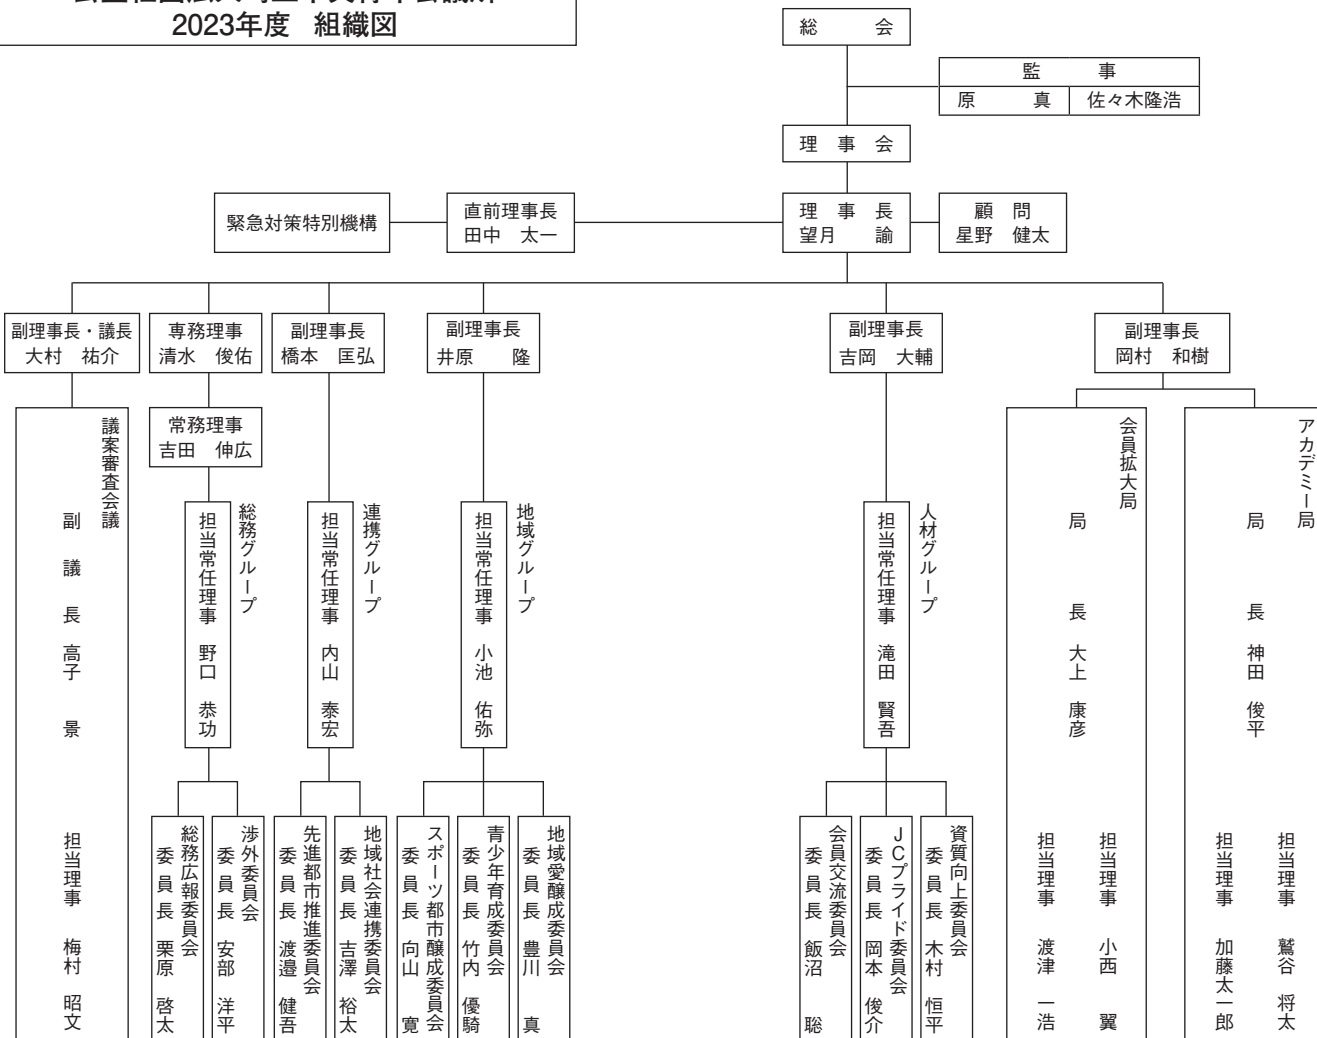 2023年度 組織図
総 会
監 事
原 真 佐々木隆浩
理 事 会
緊急対策特別機構
直前理事長
田中 太一
理 事 長
望月 諭
顧 問
星野 健太
副理事長・議長
大村 祐介
専務理事
清水 俊佑
副理事長
橋本 匡弘
副理事長
井原 隆
副理事長
吉岡 大輔
副理事長
岡村 和樹
常務理事
吉田 伸広
議案審査会議
副議長 高子 景
担当理事 梅村 昭文
総務グループ
担当常任理事 野口 恭功
連携グループ
担当常任理事 内山 泰宏
地域グループ
担当常任理事 小池 佑弥
人材グループ
担当常任理事 滝田 賢吾
会員拡大局
局長 大上 康彦
担当理事 小西 翼
担当理事 渡津 一浩
アカデミー局
局長 神田 俊平
担当理事 鷲谷 将太
担当理事 加藤太一郎
総務広報委員会
委員長 栗原 啓太
渉外委員会
委員長 安部 洋平
先進都市推進委員会
委員長 渡邉 健吾
地域社会連携委員会
委員長 吉澤 裕太
スポーツ都市醸成委員会
委員長 向山 寛
青少年育成委員会
委員長 竹内 優騎
地域愛醸成委員会
委員長 豊川 真
会員交流委員会
委員長 飯沼 聡
JCプライド委員会
委員長 岡本 俊介
資質向上委員会
委員長 木村 恒平